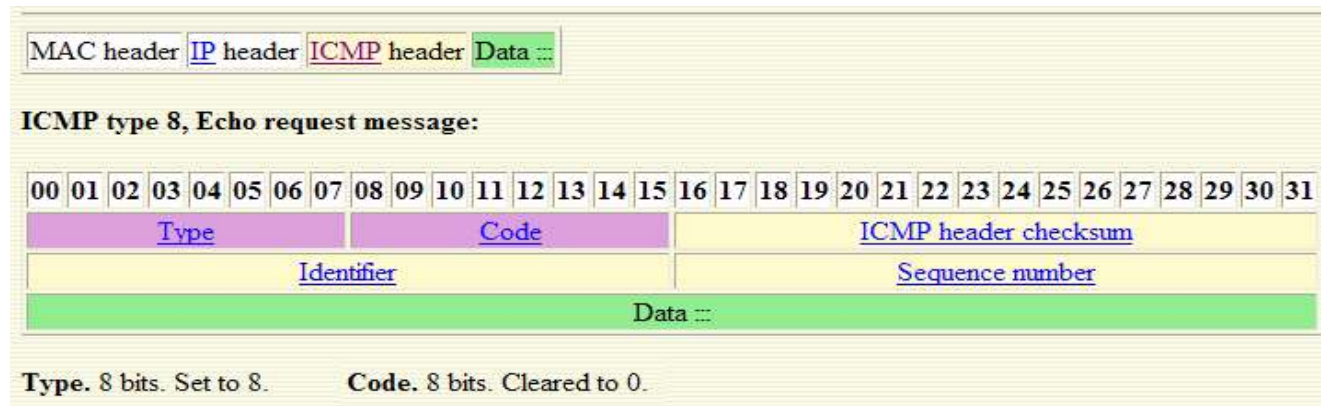 MAC header IP header ICMP header Data :::
ICMP type 8, Echo request message:
00 01 02 03 04 05 06 07 08 09 10 11 12 13 14 15 16 17 18 19 20 21 22 23 24 25 26 27 28 29 30 31
Type Code ICMP header checksum
Identifier Sequence number
Data :::
Type. 8 bits. Set to 8. Code. 8 bits. Cleared to 0.